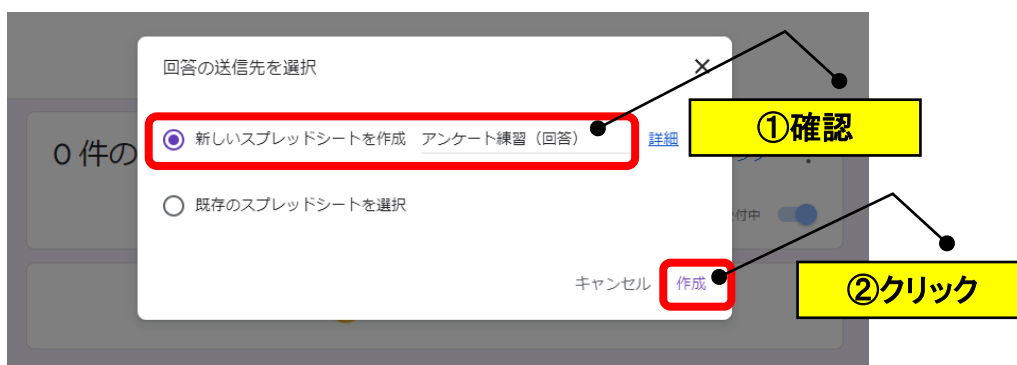 回答の送信先を選択
①確認
新しいスプレッドシートを作成 アンケート練習（回答） 詳細
0 件の
既存のスプレッドシートを選択
付中
キャンセル 作成
②クリック